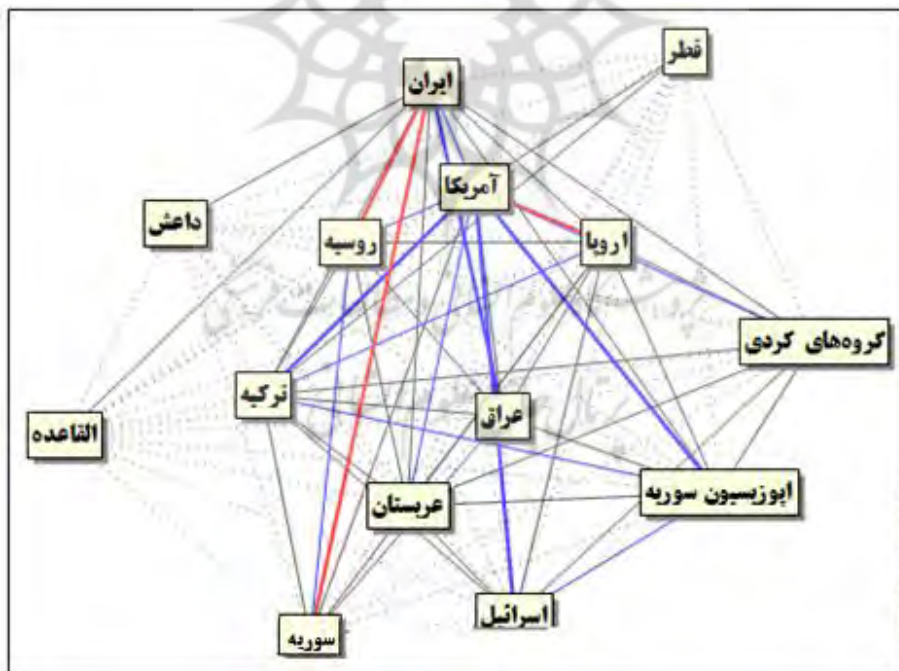 قطر
ایران
آمریکا
داعش
روسیه
اروپا
گروه‌های کردی
ترکیه
عراق
القاعده
اپوزیسیون سوریه
عربستان
اسرائیل
سوریه